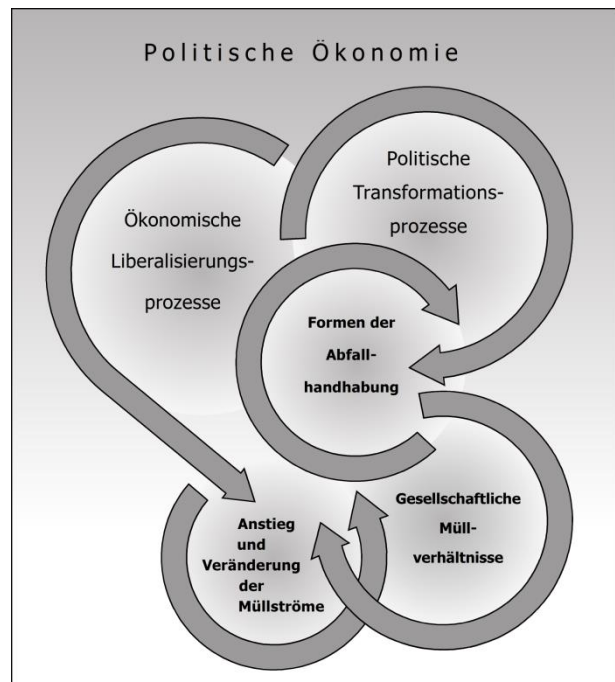 Politische Ökonomie
Politische
Transformations-
prozesse
Ökonomische
Liberalisierungs-
prozesse
Formen der
Abfall-
handhabung
Gesellschaftliche
Müll-
verhältnisse
Anstieg
und
Veränderung
der
Müllströme